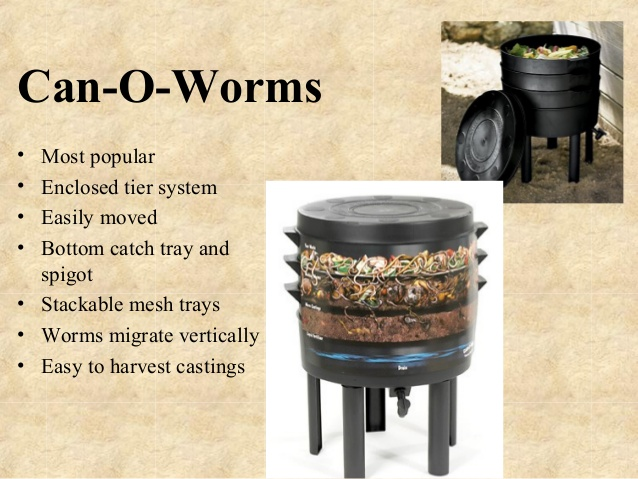 Can-O-Worms
• Most popular
• Enclosed tier system
• Easily moved
• Bottom catch tray and
spigot
• Stackable mesh trays
• Worms migrate vertically
• Easy to harvest castings
Drain